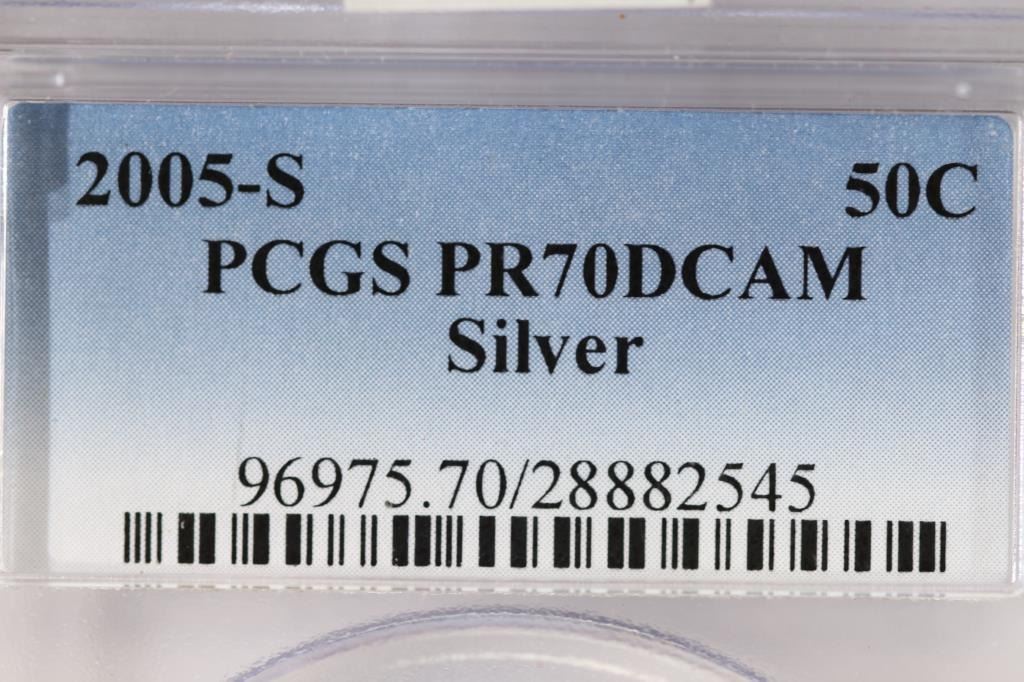 2005-S 50C
PCGS PR70DCAM
Silver
96975.70/28882545